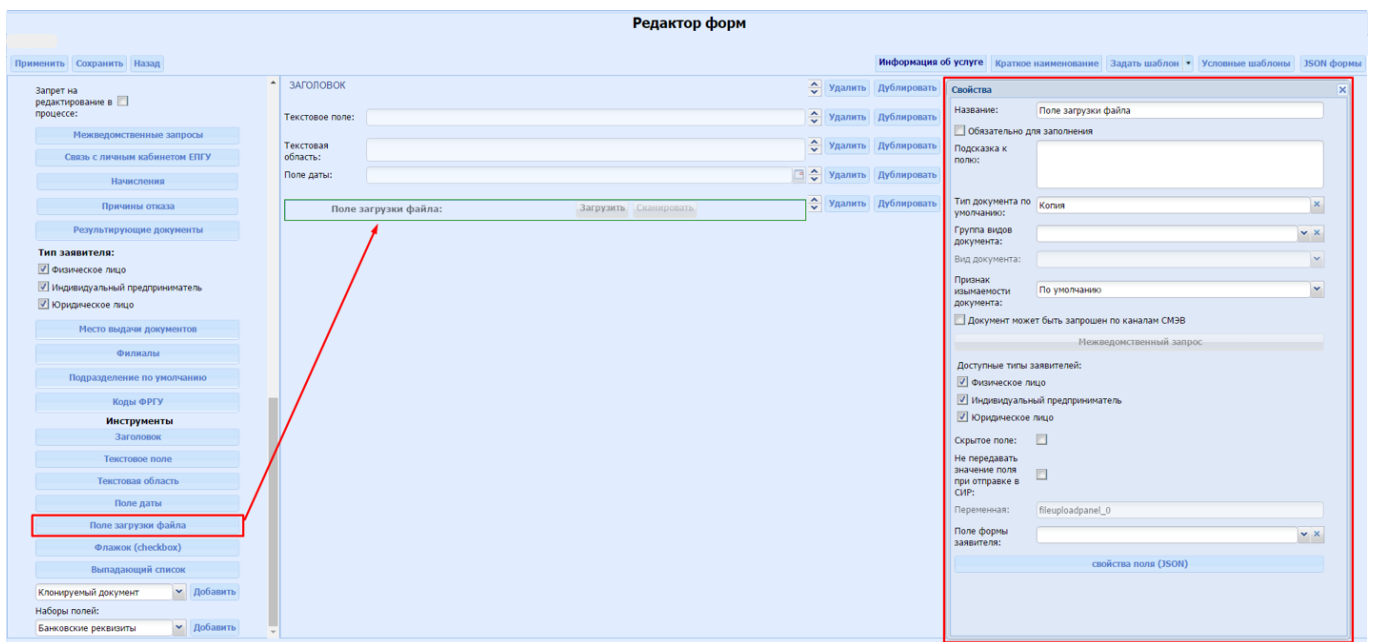 Редактор форм
Применить Сохранить Назад
Информация об услуге Краткое наименование Задать шаблон Условные шаблоны JSON формы
Запрет на
редактирование в
процессе:
Межведомственные запросы
Связь с личным кабинетом ЕПГУ
Начисления
Причины отказа
Результирующие документы
Тип заявителя:
Физическое лицо
Индивидуальный предприниматель
Юридическое лицо
Место выдачи документов
Филиалы
Подразделение по умолчанию
Коды ФРГУ
Инструменты
Заголовок
Текстовое поле
Текстовая область
Поле даты
Поле загрузки файла
Флажок (checkbox)
Выпадающий список
Клонируемый документ Добавить
Наборы полей:
Банковские реквизиты Добавить
ЗАГОЛОВОК Удалить Дублировать
Текстовое поле: Удалить Дублировать
Текстовая
область: Удалить Дублировать
Поле даты: Удалить Дублировать
Поле загрузки файла: Загрузить Сканировать Удалить Дублировать
Свойства
Название: Поле загрузки файла
Обязательно для заполнения
Подсказка к
полю:
Тип документа по
умолчанию: Копия
Группа видов
документа:
Вид документа:
Признак
изымаемости
документа: По умолчанию
Документ может быть запрошен по каналам СМЭВ
Межведомственный запрос
Доступные типы заявителей:
Физическое лицо
Индивидуальный предприниматель
Юридическое лицо
Скрытое поле:
Не передавать
значение поля
при отправке в
СИР:
Переменная: fileuploadpanel_0
Поле формы
заявителя:
свойства поля (JSON)